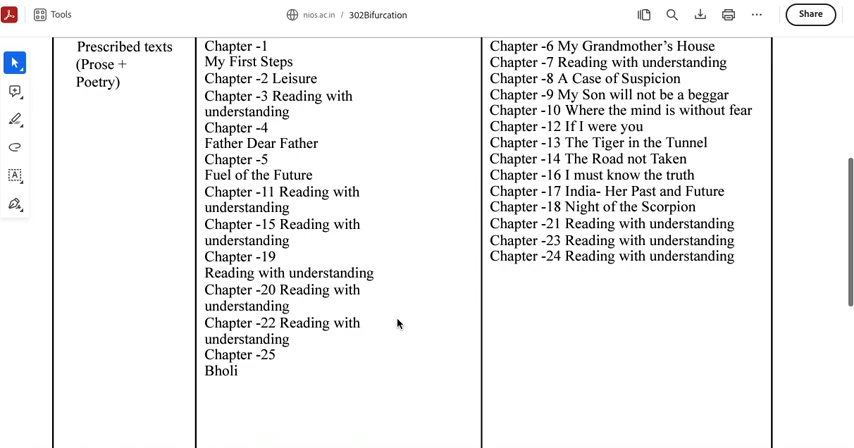 Tools
nios.ac.in / 302Bifurcation
Share
Prescribed texts
(Prose +
Poetry)
Chapter -1
My First Steps
Chapter -2 Leisure
Chapter -3 Reading with
understanding
Chapter -4
Father Dear Father
Chapter -5
Fuel of the Future
Chapter -11 Reading with
understanding
Chapter -15 Reading with
understanding
Chapter -19
Reading with understanding
Chapter -20 Reading with
understanding
Chapter -22 Reading with
understanding
Chapter -25
Bholi
Chapter -6 My Grandmother's House
Chapter -7 Reading with understanding
Chapter -8 A Case of Suspicion
Chapter -9 My Son will not be a beggar
Chapter -10 Where the mind is without fear
Chapter -12 If I were you
Chapter -13 The Tiger in the Tunnel
Chapter -14 The Road not Taken
Chapter -16 I must know the truth
Chapter -17 India- Her Past and Future
Chapter -18 Night of the Scorpion
Chapter -21 Reading with understanding
Chapter -23 Reading with understanding
Chapter -24 Reading with understanding